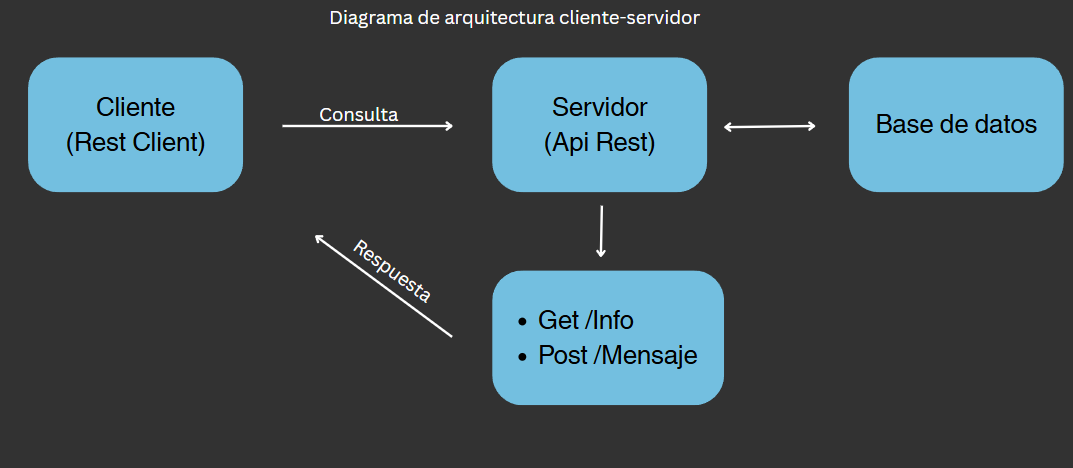 Diagrama de arquitectura cliente-servidor
Cliente
(Rest Client)
Consulta
Servidor
(Api Rest)
Base de datos
Respuesta
• Get /Info
• Post /Mensaje